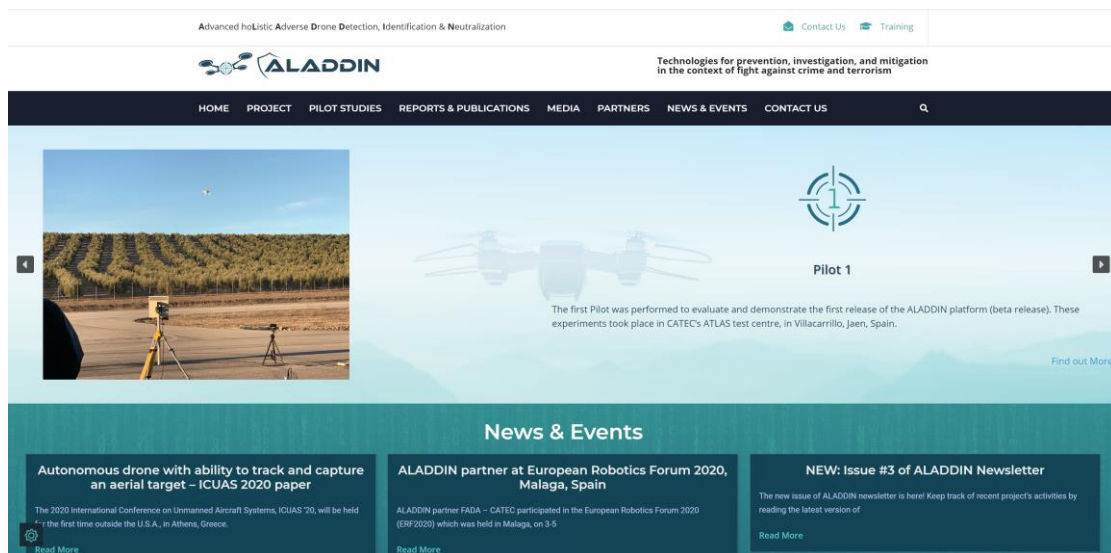 Advanced hoListic Adverse Drone Detection, Identification & Neutralization
Contact Us
Training
ALADDIN
Technologies for prevention, investigation, and mitigation
in the context of fight against crime and terrorism
HOME PROJECT PILOT STUDIES REPORTS & PUBLICATIONS MEDIA PARTNERS NEWS & EVENTS CONTACT US
1
Pilot 1
The first Pilot was performed to evaluate and demonstrate the first release of the ALADDIN platform (beta release). These
experiments took place in CATEC's ATLAS test centre, in Villacarrillo, Jaen, Spain.
Find out More
News & Events
Autonomous drone with ability to track and capture
an aerial target – ICUAS 2020 paper
The 2020 International Conference on Unmanned Aircraft Systems, ICUAS '20, will be held
for the first time outside the U.S.A., in Athens, Greece.
Read More
ALADDIN partner at European Robotics Forum 2020,
Malaga, Spain
ALADDIN partner FADA – CATEC participated in the European Robotics Forum 2020
(ERF2020) which was held in Malaga, on 3-5
Read More
NEW: Issue #3 of ALADDIN Newsletter
The new issue of ALADDIN newsletter is here! Keep track of recent project's activities by
reading the latest version of
Read More